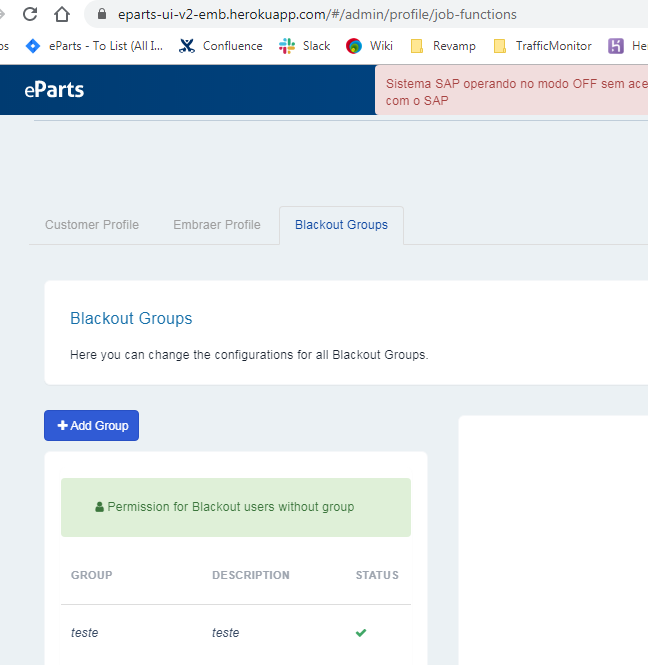 eparts-ui-v2-emb.herokuapp.com/#/admin/profile/job-functions
eParts - To List (All I... Confluence Slack Wiki Revamp TrafficMonitor
eParts
Sistema SAP operando no modo OFF sem
com o SAP
Customer Profile Embraer Profile Blackout Groups
Blackout Groups
Here you can change the configurations for all Blackout Groups.
Add Group
Permission for Blackout users without group
GROUP DESCRIPTION STATUS
teste teste